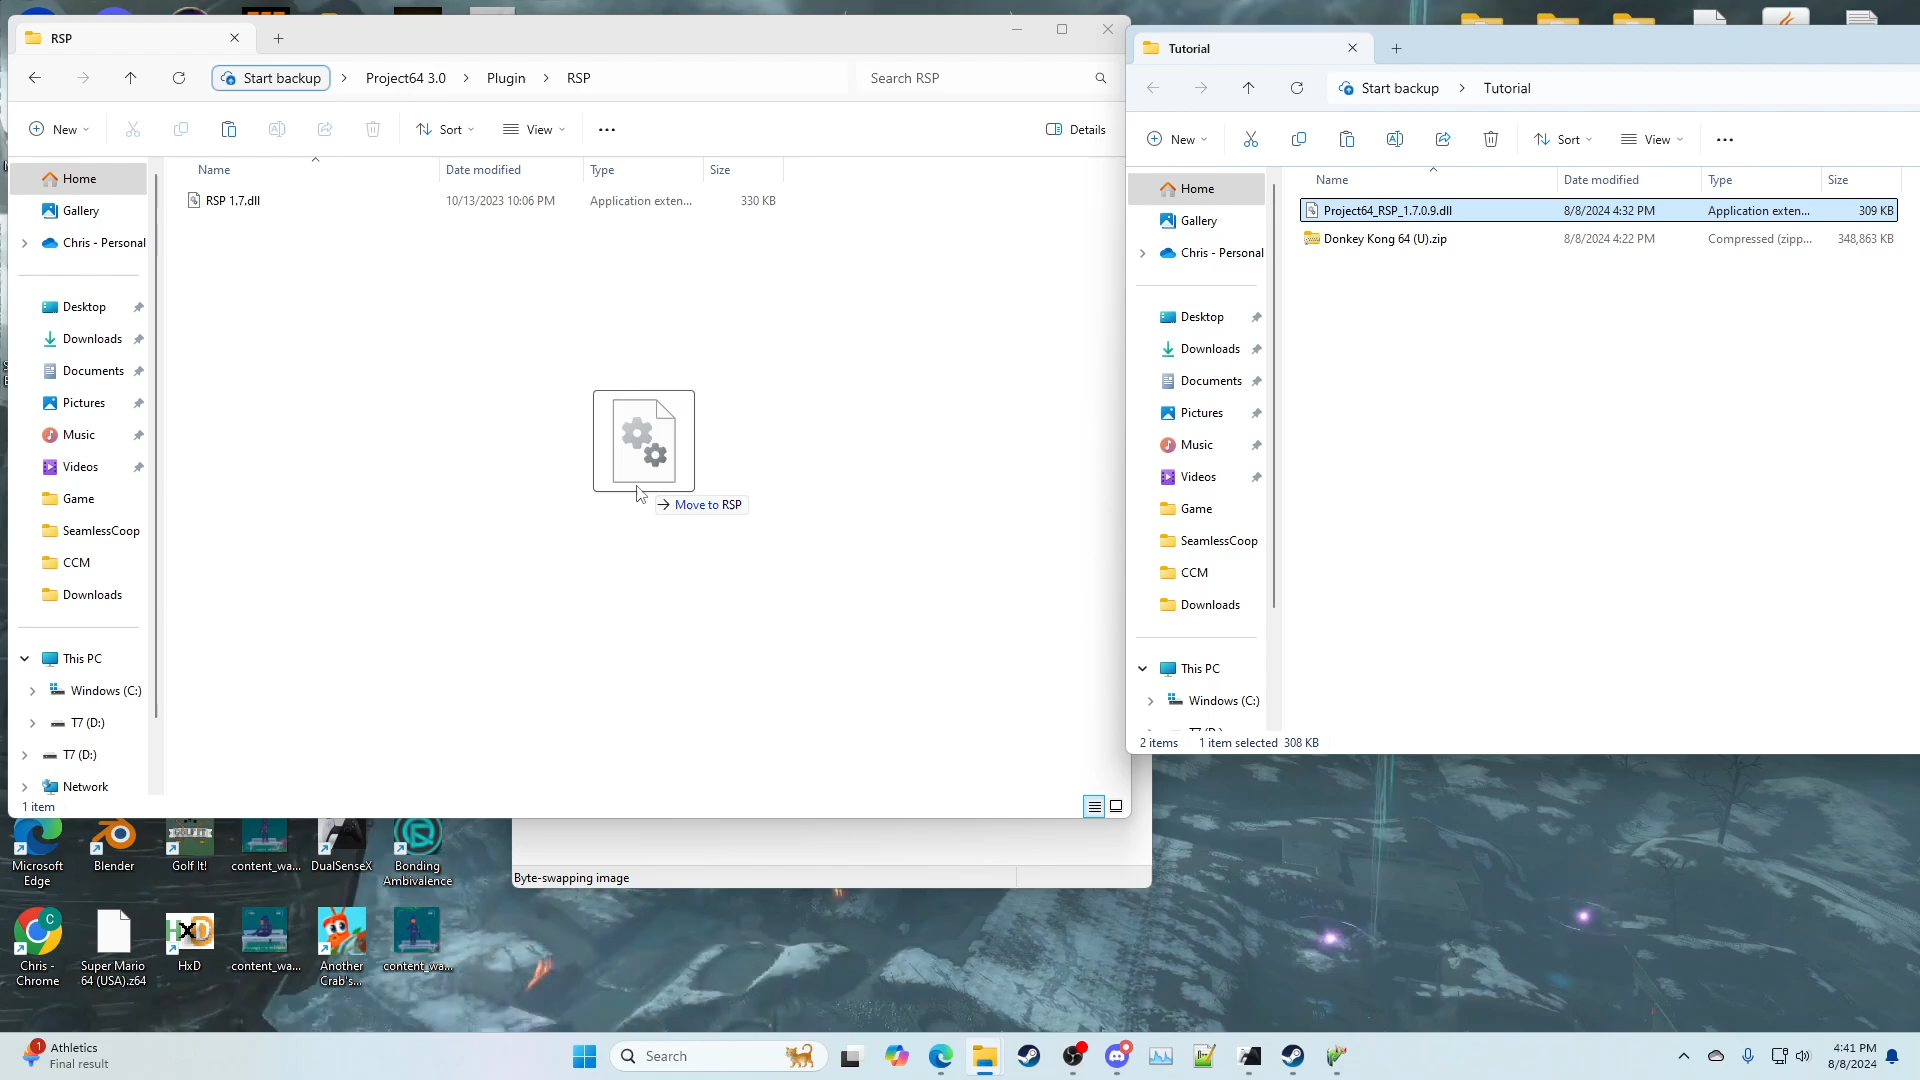 RSP
Start backup
Project64 3.0
Plugin
RSP
Search RSP
New
Sort
View
Details
Name
Date modified
Type
Size
RSP 1.7.dll
10/13/2023 10:06 PM
Application exten...
330 KB
Home
Gallery
Chris - Personal
Desktop
Downloads
Documents
Pictures
Music
Videos
Game
SeamlessCoop
CCM
Downloads
This PC
Windows (C:)
T7 (D:)
T7 (D:)
Network
1 item
Move to RSP
Tutorial
Start backup
Tutorial
New
Sort
View
Name
Date modified
Type
Size
Project64_RSP_1.7.0.9.dll
8/8/2024 4:32 PM
Application exten...
309 KB
Donkey Kong 64 (U).zip
8/8/2024 4:22 PM
Compressed (zipp...
348,863 KB
Home
Gallery
Chris - Personal
Desktop
Downloads
Documents
Pictures
Music
Videos
Game
SeamlessCoop
CCM
Downloads
This PC
Windows (C:)
2 items
1 item selected
308 KB
Byte-swapping image
Microsoft
Edge
Blender
GOLF IT!
Golf It!
content_wa...
DualSenseX
Bonding
Ambivalence
C
Chris -
Chrome
Super Mario
64 (USA).z64
HxD
HxD
content_wa...
Another
Crab's...
content_wa...
1
Athletics
Final result
Search
4:41 PM
8/8/2024